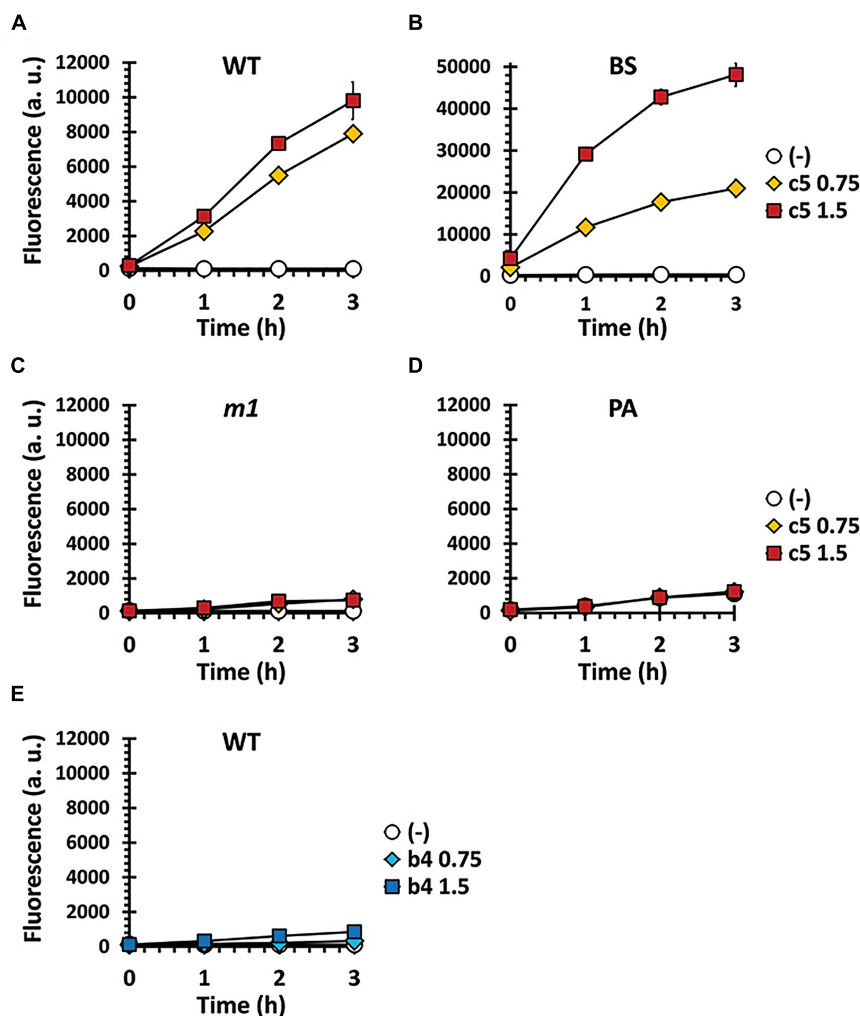 A
WT
Fluorescence (a. u.)
12000
10000
8000
6000
4000
2000
0
0 1 2 3
Time (h)
B
BS
50000
40000
30000
20000
10000
0
0 1 2 3
Time (h)
(-)
c5 0.75
c5 1.5
C
m1
Fluorescence (a. u.)
12000
10000
8000
6000
4000
2000
0
0 1 2 3
Time (h)
D
PA
12000
10000
8000
6000
4000
2000
0
0 1 2 3
Time (h)
(-)
c5 0.75
c5 1.5
E
WT
Fluorescence (a. u.)
12000
10000
8000
6000
4000
2000
0
0 1 2 3
Time (h)
(-)
b4 0.75
b4 1.5